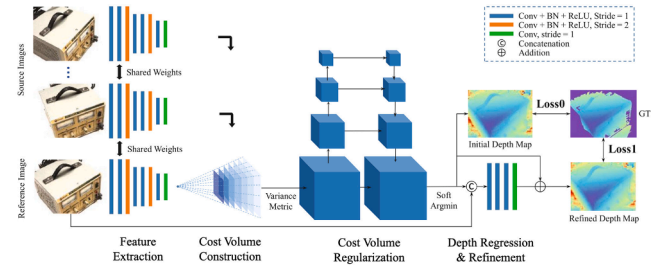 Conv + BN + ReLU, Stride = 1
Conv + BN + ReLU, Stride = 2
Conv, stride = 1
C Concatenation
Addition
Source Images
Reference Image
Shared Weights
Shared Weights
Variance
Metric
Soft
Argmin
C
Loss0
Initial Depth Map
GT
Loss1
Refined Depth Map
Feature
Extraction
Cost Volume
Construction
Cost Volume
Regularization
Depth Regression
& Refinement